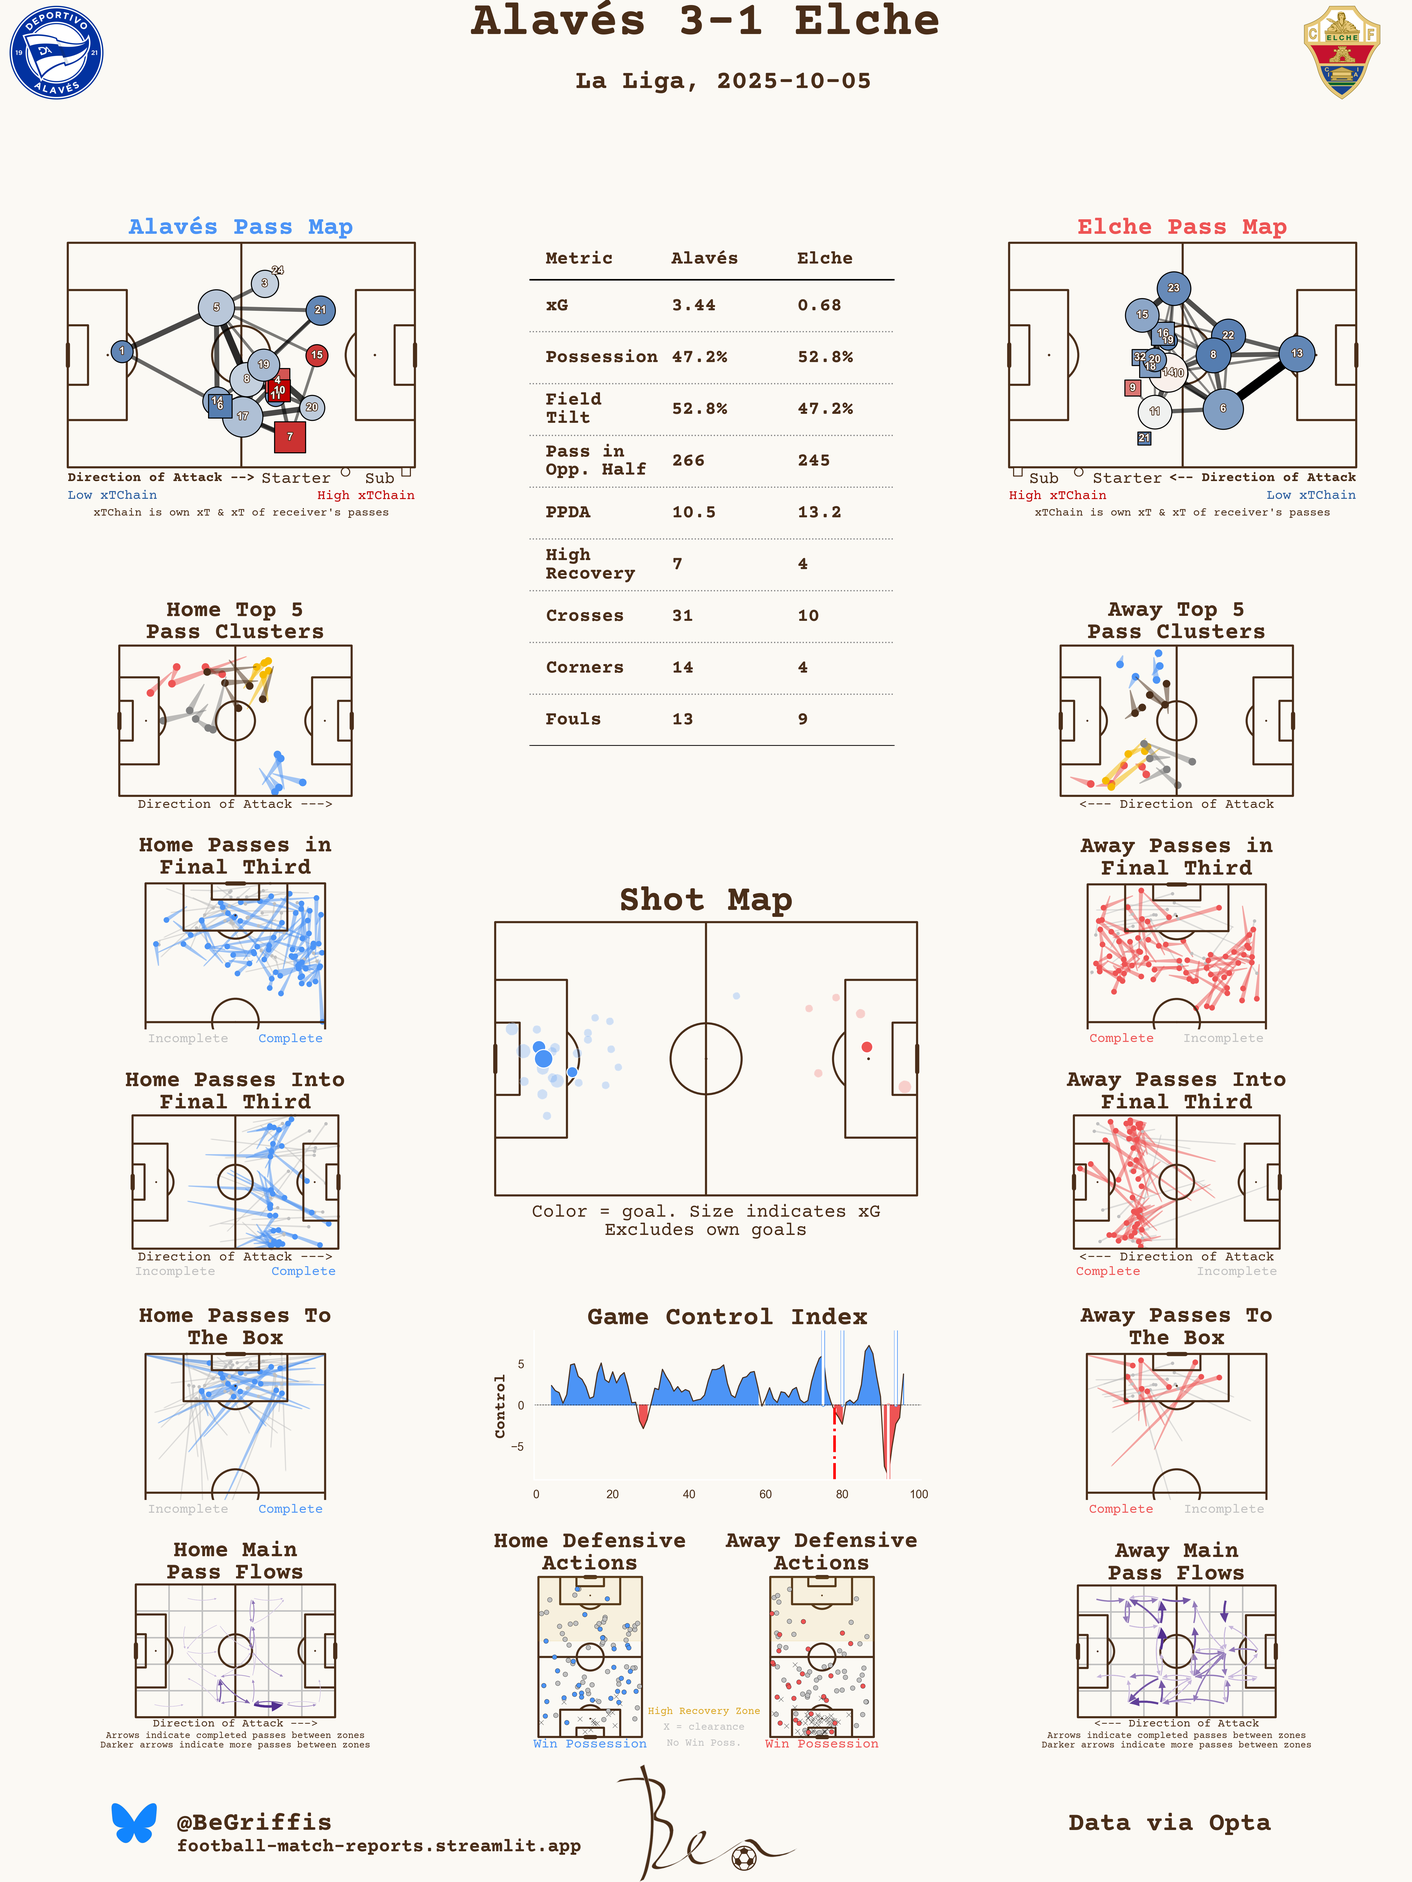 Alavés 3-1 Elche
La Liga, 2025-10-05
DEPORTIVO
19 21
ALAVÉS
C ELCHE F
Alavés Pass Map
24
3
5
21
1
15
19
8
4
10
11
14
6
20
17
7
Direction of Attack --> Starter Sub
Low xTChain High xTChain
xTChain is own xT & xT of receiver's passes
Metric Alavés Elche
xG 3.44 0.68
Possession 47.2% 52.8%
Field
Tilt 52.8% 47.2%
Pass in
Opp. Half 266 245
PPDA 10.5 13.2
High
Recovery 7 4
Crosses 31 10
Corners 14 4
Fouls 13 9
Elche Pass Map
23
15
16
19
22
8
13
32
20
18
14
10
9
11
6
21
Sub Starter <-- Direction of Attack
High xTChain Low xTChain
xTChain is own xT & xT of receiver's passes
Home Top 5
Pass Clusters
Direction of Attack --->
Away Top 5
Pass Clusters
<--- Direction of Attack
Home Passes in
Final Third
Incomplete Complete
Away Passes in
Final Third
Complete Incomplete
Shot Map
Color = goal. Size indicates xG
Excludes own goals
Home Passes Into
Final Third
Direction of Attack --->
Incomplete Complete
Away Passes Into
Final Third
<--- Direction of Attack
Complete Incomplete
Home Passes To
The Box
Incomplete Complete
Game Control Index
Control
5
0
−5
0 20 40 60 80 100
Away Passes To
The Box
Complete Incomplete
Home Main
Pass Flows
Direction of Attack --->
Arrows indicate completed passes between zones
Darker arrows indicate more passes between zones
Home Defensive
Actions
Win Possession
High Recovery Zone
X = clearance
No Win Poss.
Away Defensive
Actions
Win Possession
Away Main
Pass Flows
<--- Direction of Attack
Arrows indicate completed passes between zones
Darker arrows indicate more passes between zones
@BeGriffis
football-match-reports.streamlit.app
Ben
Data via Opta